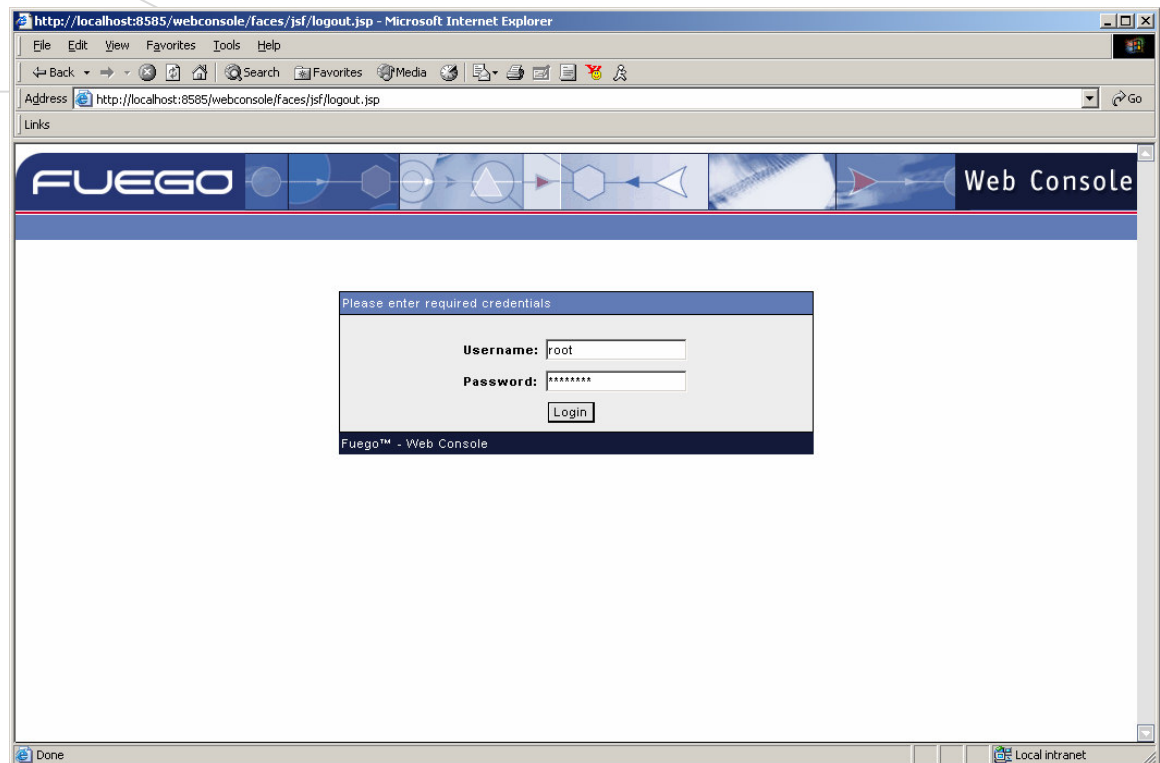 http://localhost:8585/webconsole/faces/jsf/logout.jsp - Microsoft Internet Explorer
File Edit View Favorites Tools Help
Back Search Favorites Media
Address http://localhost:8585/webconsole/faces/jsf/logout.jsp Go
Links
FUEGO Web Console
Please enter required credentials
Username: root
Password: ********
Login
Fuego™ - Web Console
Done Local intranet